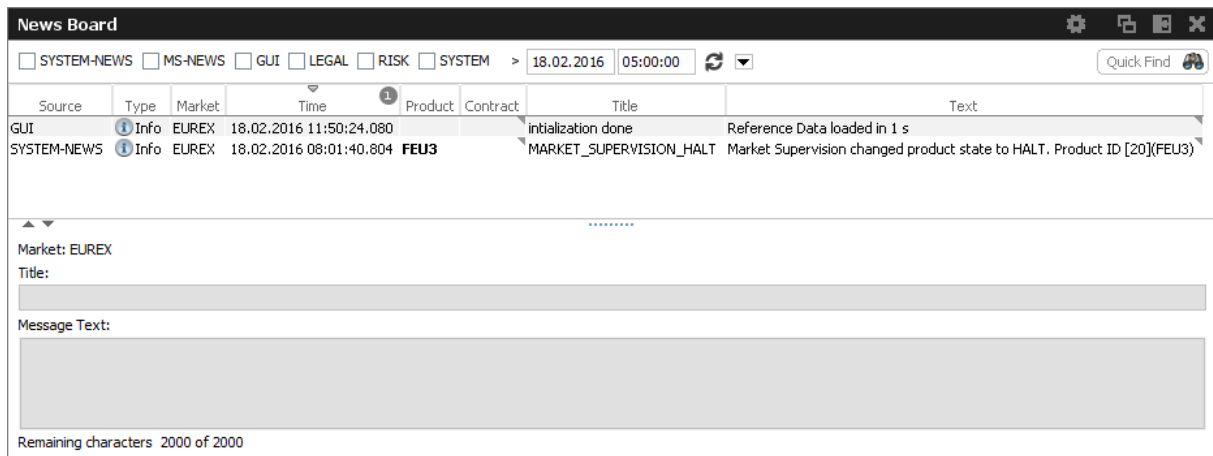 News Board
SYSTEM-NEWS MS-NEWS GUI LEGAL RISK SYSTEM > 18.02.2016 05:00:00 Quick Find
Source Type Market Time 1 Product Contract Title Text
GUI i Info EUREX 18.02.2016 11:50:24.080 intialization done Reference Data loaded in 1 s
SYSTEM-NEWS i Info EUREX 18.02.2016 08:01:40.804 FEU3 MARKET_SUPERVISION_HALT Market Supervision changed product state to HALT. Product ID [20](FEU3)
Market: EUREX
Title:
Message Text:
Remaining characters 2000 of 2000